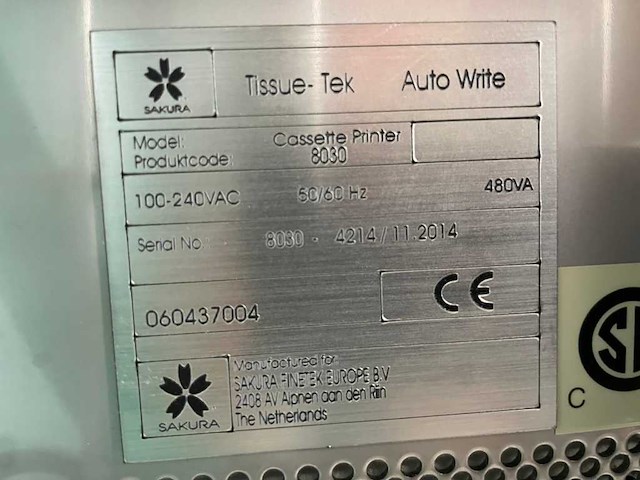 SAKURA
Tissue-Tek Auto Write
Model: Cassette Printer
Produktcode: 8030
100-240VAC 50/60 Hz 480VA
Serial No 8030 - 4214/11.2014
060437004
CE
Manufactured for:
SAKURA FINETEK EUROPE B.V.
2408 AV Alphen aan den Rijn
The Netherlands
SAKURA
C